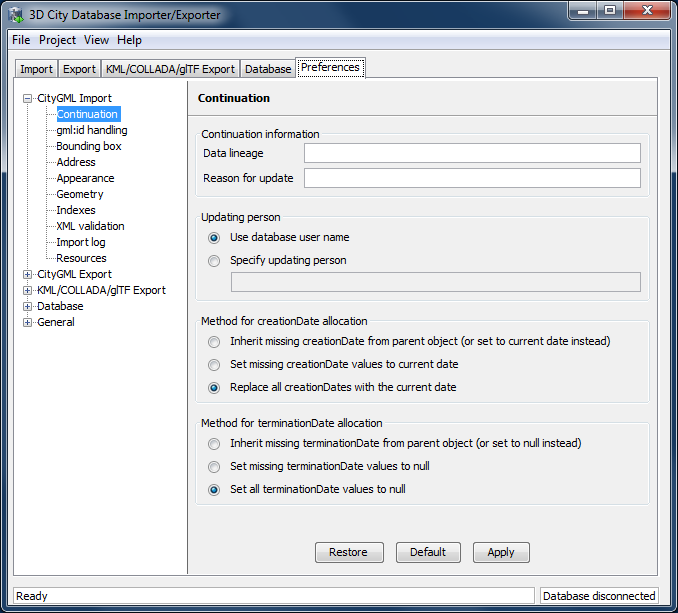 3D City Database Importer/Exporter
File Project View Help
Import Export KML/COLLADA/glTF Export Database Preferences
CityGML Import
Continuation
gml:id handling
Bounding box
Address
Appearance
Geometry
Indexes
XML validation
Import log
Resources
CityGML Export
KML/COLLADA/glTF Export
Database
General
Continuation
Continuation information
Data lineage
Reason for update
Updating person
Use database user name
Specify updating person
Method for creationDate allocation
Inherit missing creationDate from parent object (or set to current date instead)
Set missing creationDate values to current date
Replace all creationDates with the current date
Method for terminationDate allocation
Inherit missing terminationDate from parent object (or set to null instead)
Set missing terminationDate values to null
Set all terminationDate values to null
Restore Default Apply
Ready Database disconnected